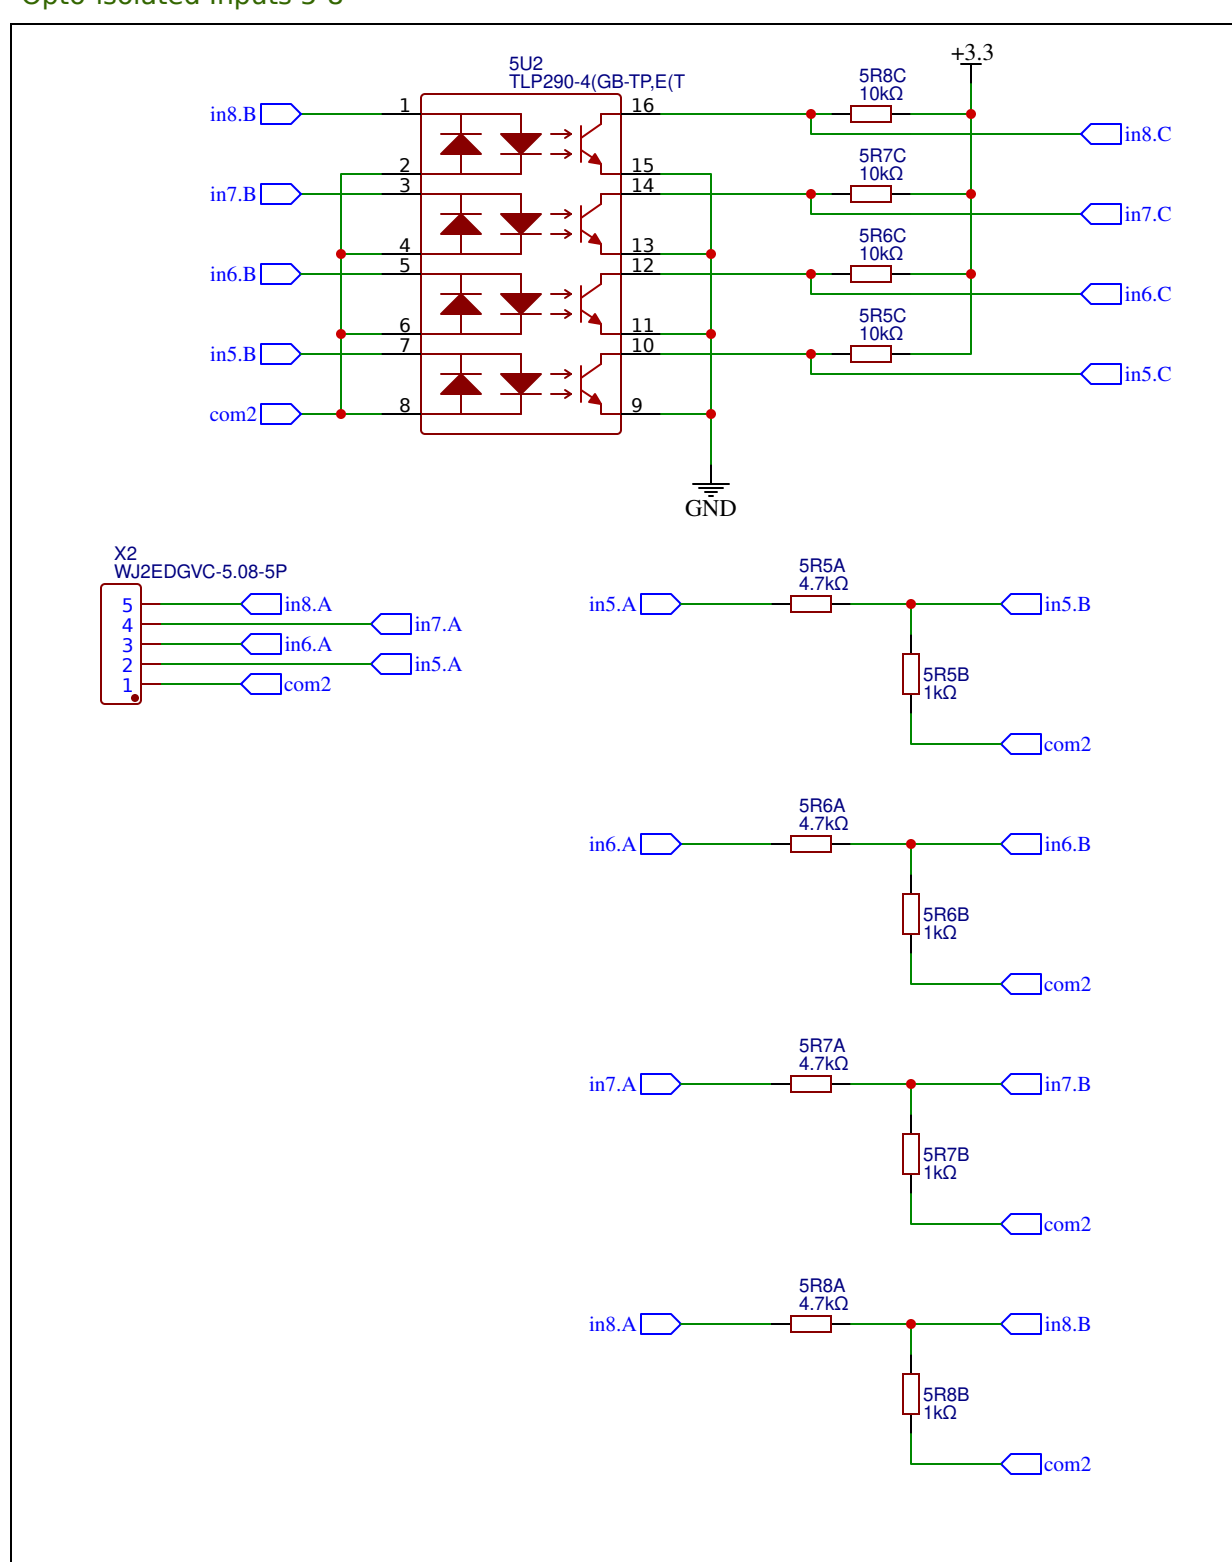 Opto-Isolated Inputs 5-8
+3.3
5U2
TLP290-4(GB-TP,E(T
5R8C
10kΩ
in8.B
1
16
in8.C
5R7C
10kΩ
2
15
in7.B
3
14
in7.C
5R6C
10kΩ
4
13
in6.B
5
12
in6.C
5R5C
10kΩ
6
11
in5.B
7
10
in5.C
com2
8
9
GND
X2
WJ2EDGVC-5.08-5P
5
in8.A
4
in7.A
3
in6.A
2
in5.A
1
com2
5R5A
4.7kΩ
in5.A
in5.B
5R5B
1kΩ
com2
5R6A
4.7kΩ
in6.A
in6.B
5R6B
1kΩ
com2
5R7A
4.7kΩ
in7.A
in7.B
5R7B
1kΩ
com2
5R8A
4.7kΩ
in8.A
in8.B
5R8B
1kΩ
com2